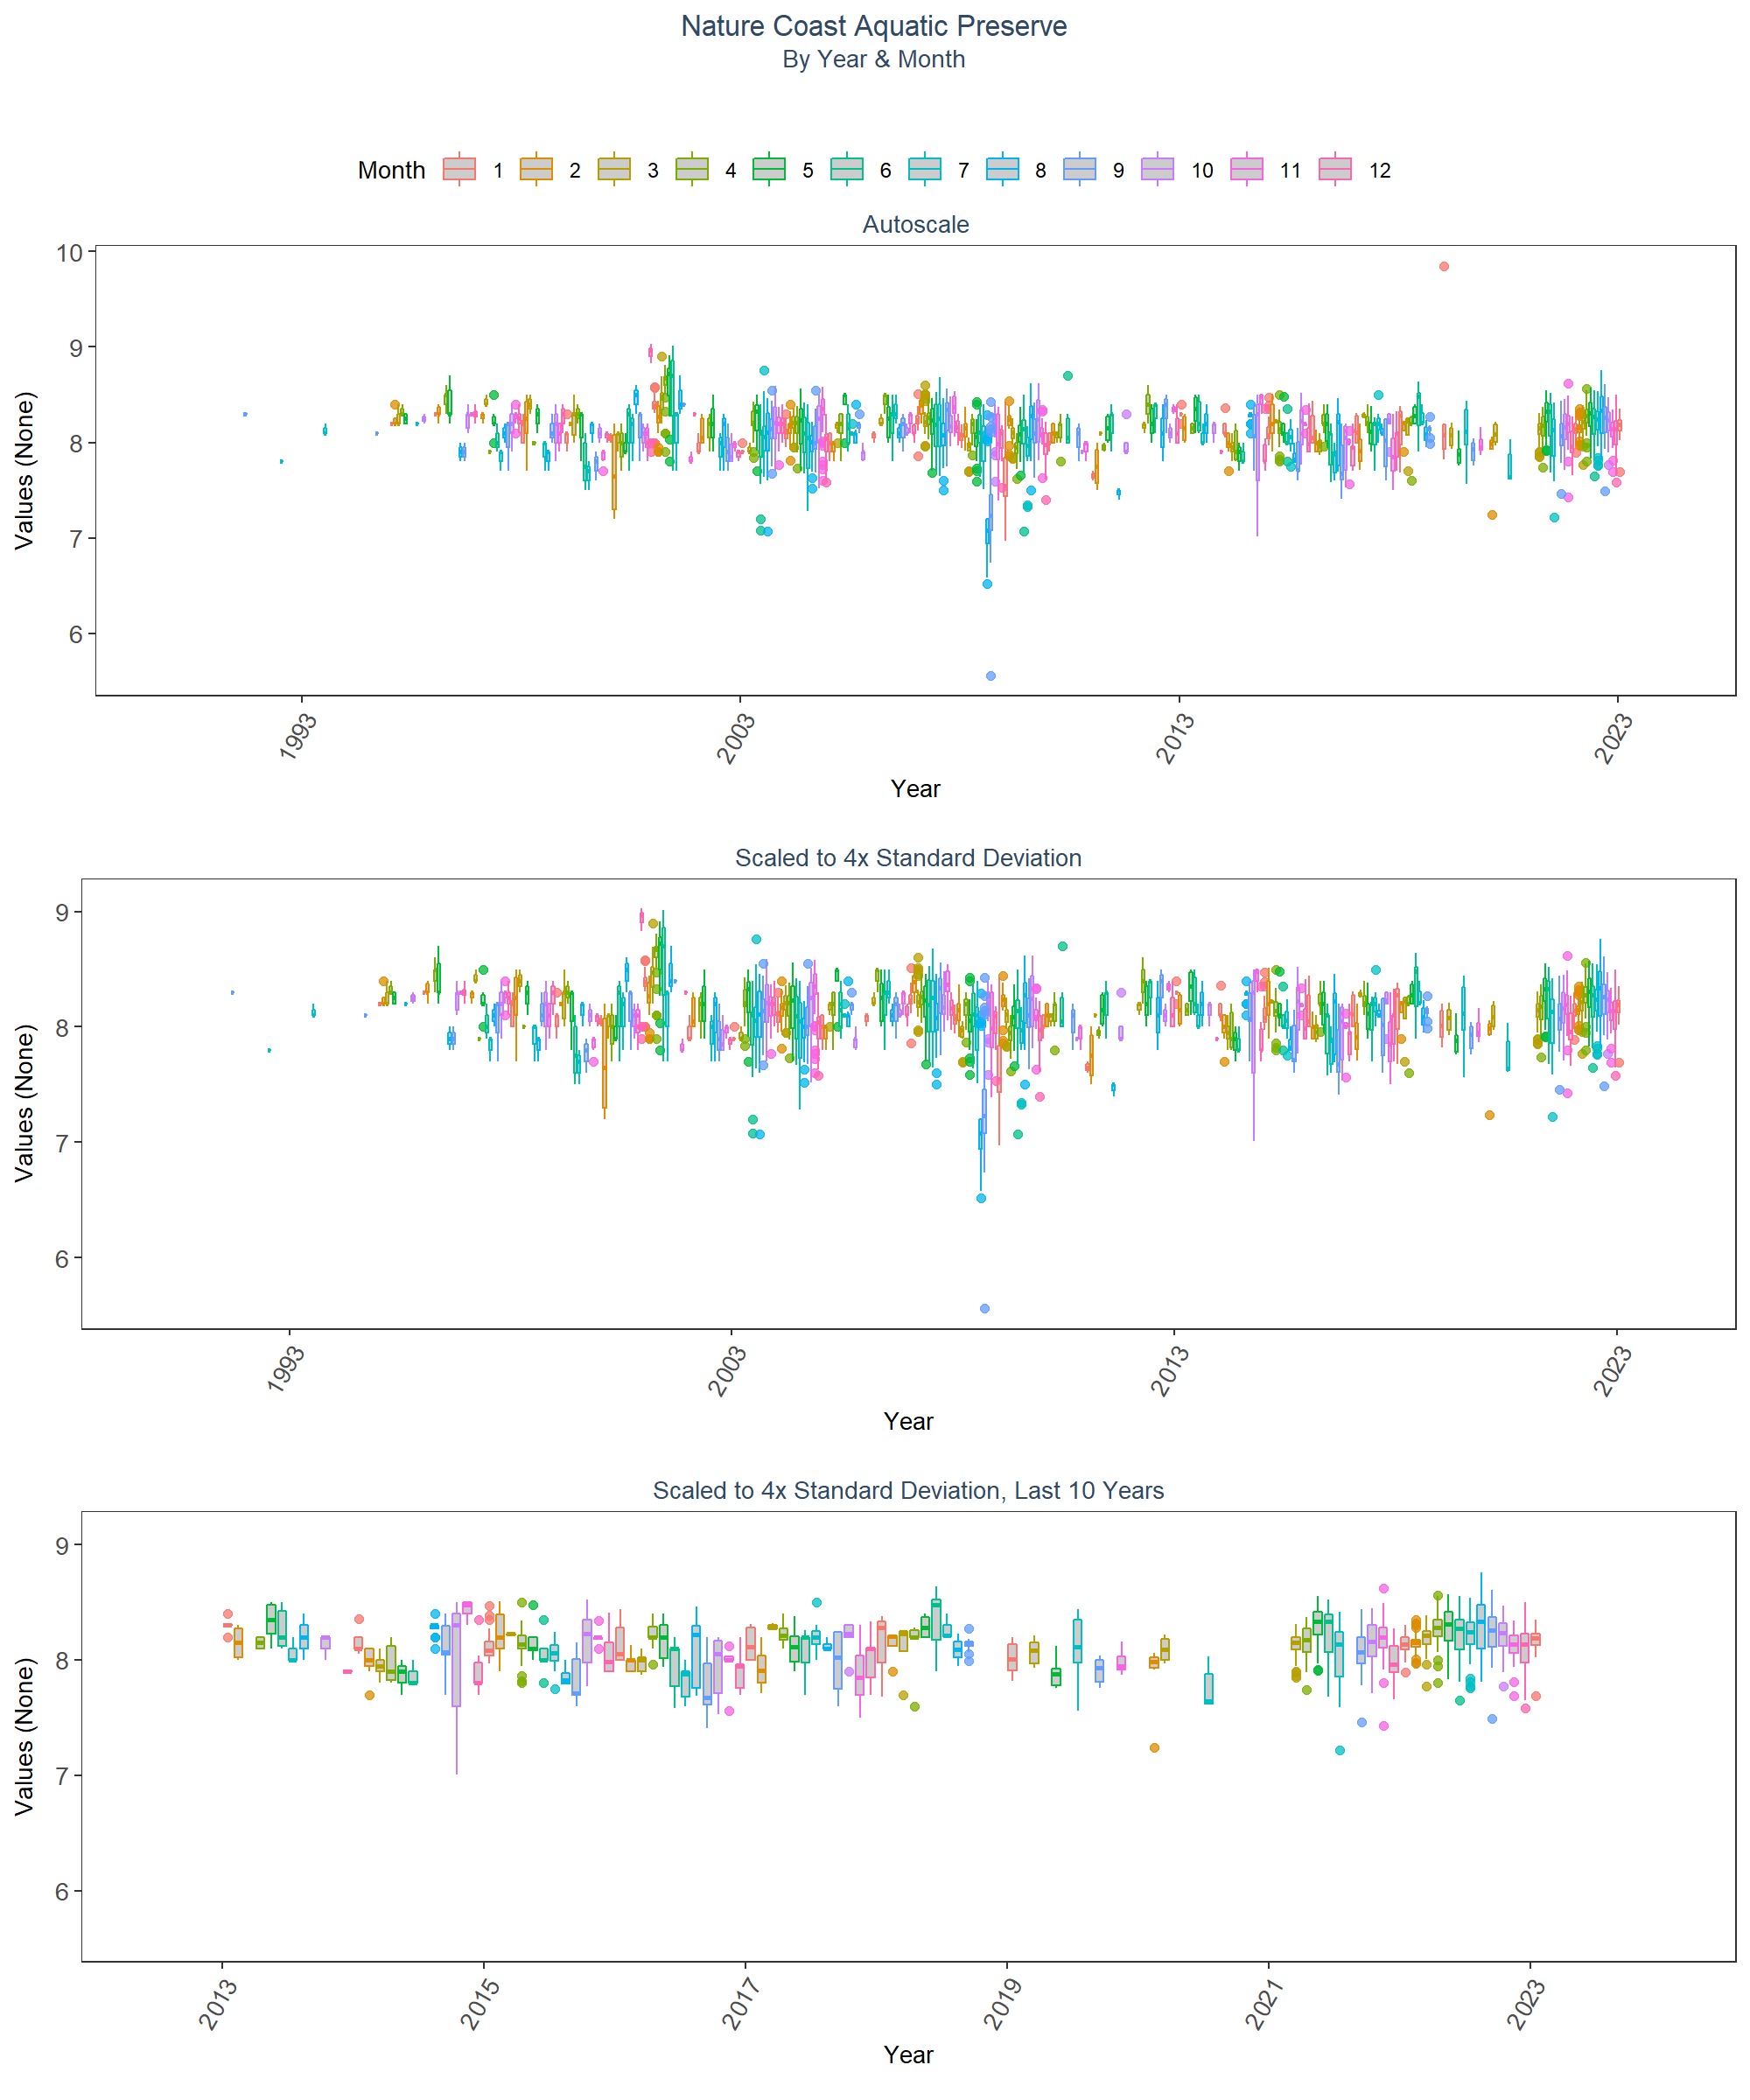 Nature Coast Aquatic Preserve
By Year & Month
Month 1 2 3 4 5 6 7 8 9 10 11 12
Autoscale
10
9
8
7
6
Values (None)
1993 2003 2013 2023
Year
Scaled to 4x Standard Deviation
9
8
7
6
Values (None)
1993 2003 2013 2023
Year
Scaled to 4x Standard Deviation, Last 10 Years
9
8
7
6
Values (None)
2013 2015 2017 2019 2021 2023
Year